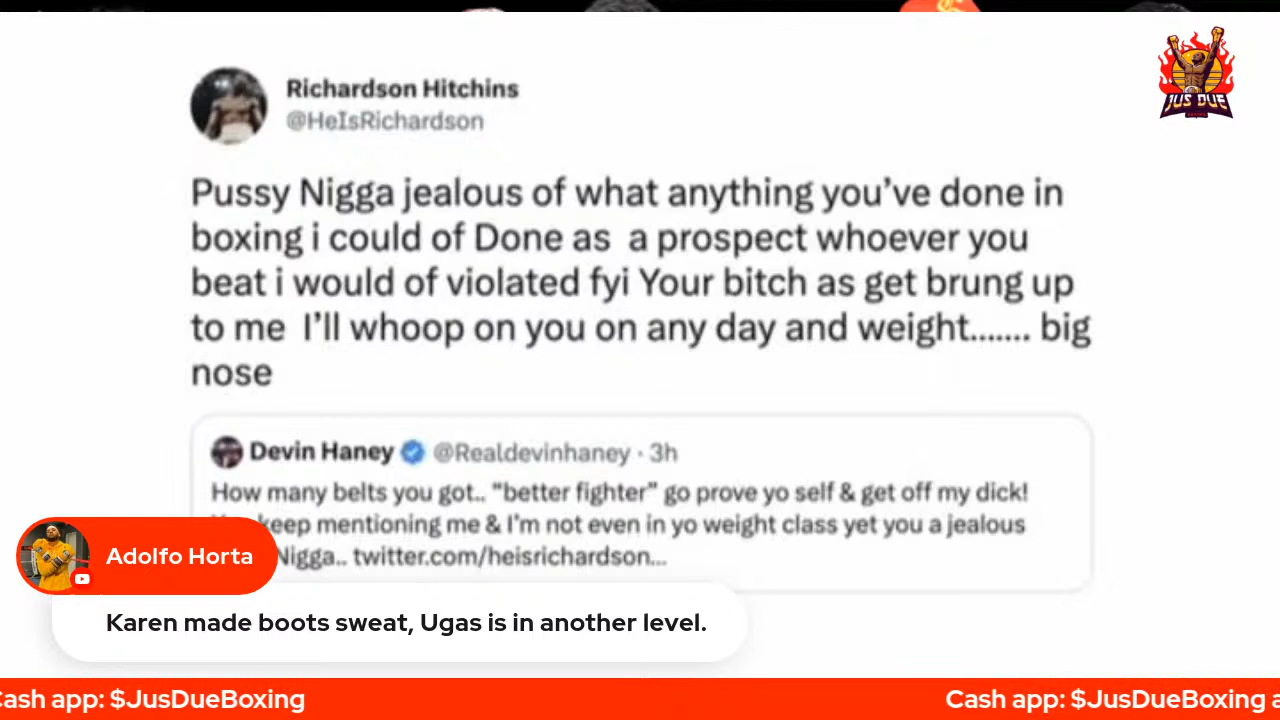 JUS DUE
Richardson Hitchins
@HeIsRichardson
Pussy Nigga jealous of what anything you've done in
boxing i could of Done as a prospect whoever you
beat i would of violated fyi Your bitch as get brung up
to me I'll whoop on you on any day and weight....... big
nose
Devin Haney @Realdevinhaney · 3h
How many belts you got.. "better fighter" go prove yo self & get off my dick!
keep mentioning me & I'm not even in yo weight class yet you a jealous
Nigga.. twitter.com/heisrichardson...
Adolfo Horta
Karen made boots sweat, Ugas is in another level.
Cash app: $JusDueBoxing
Cash app: $JusDueBoxing a